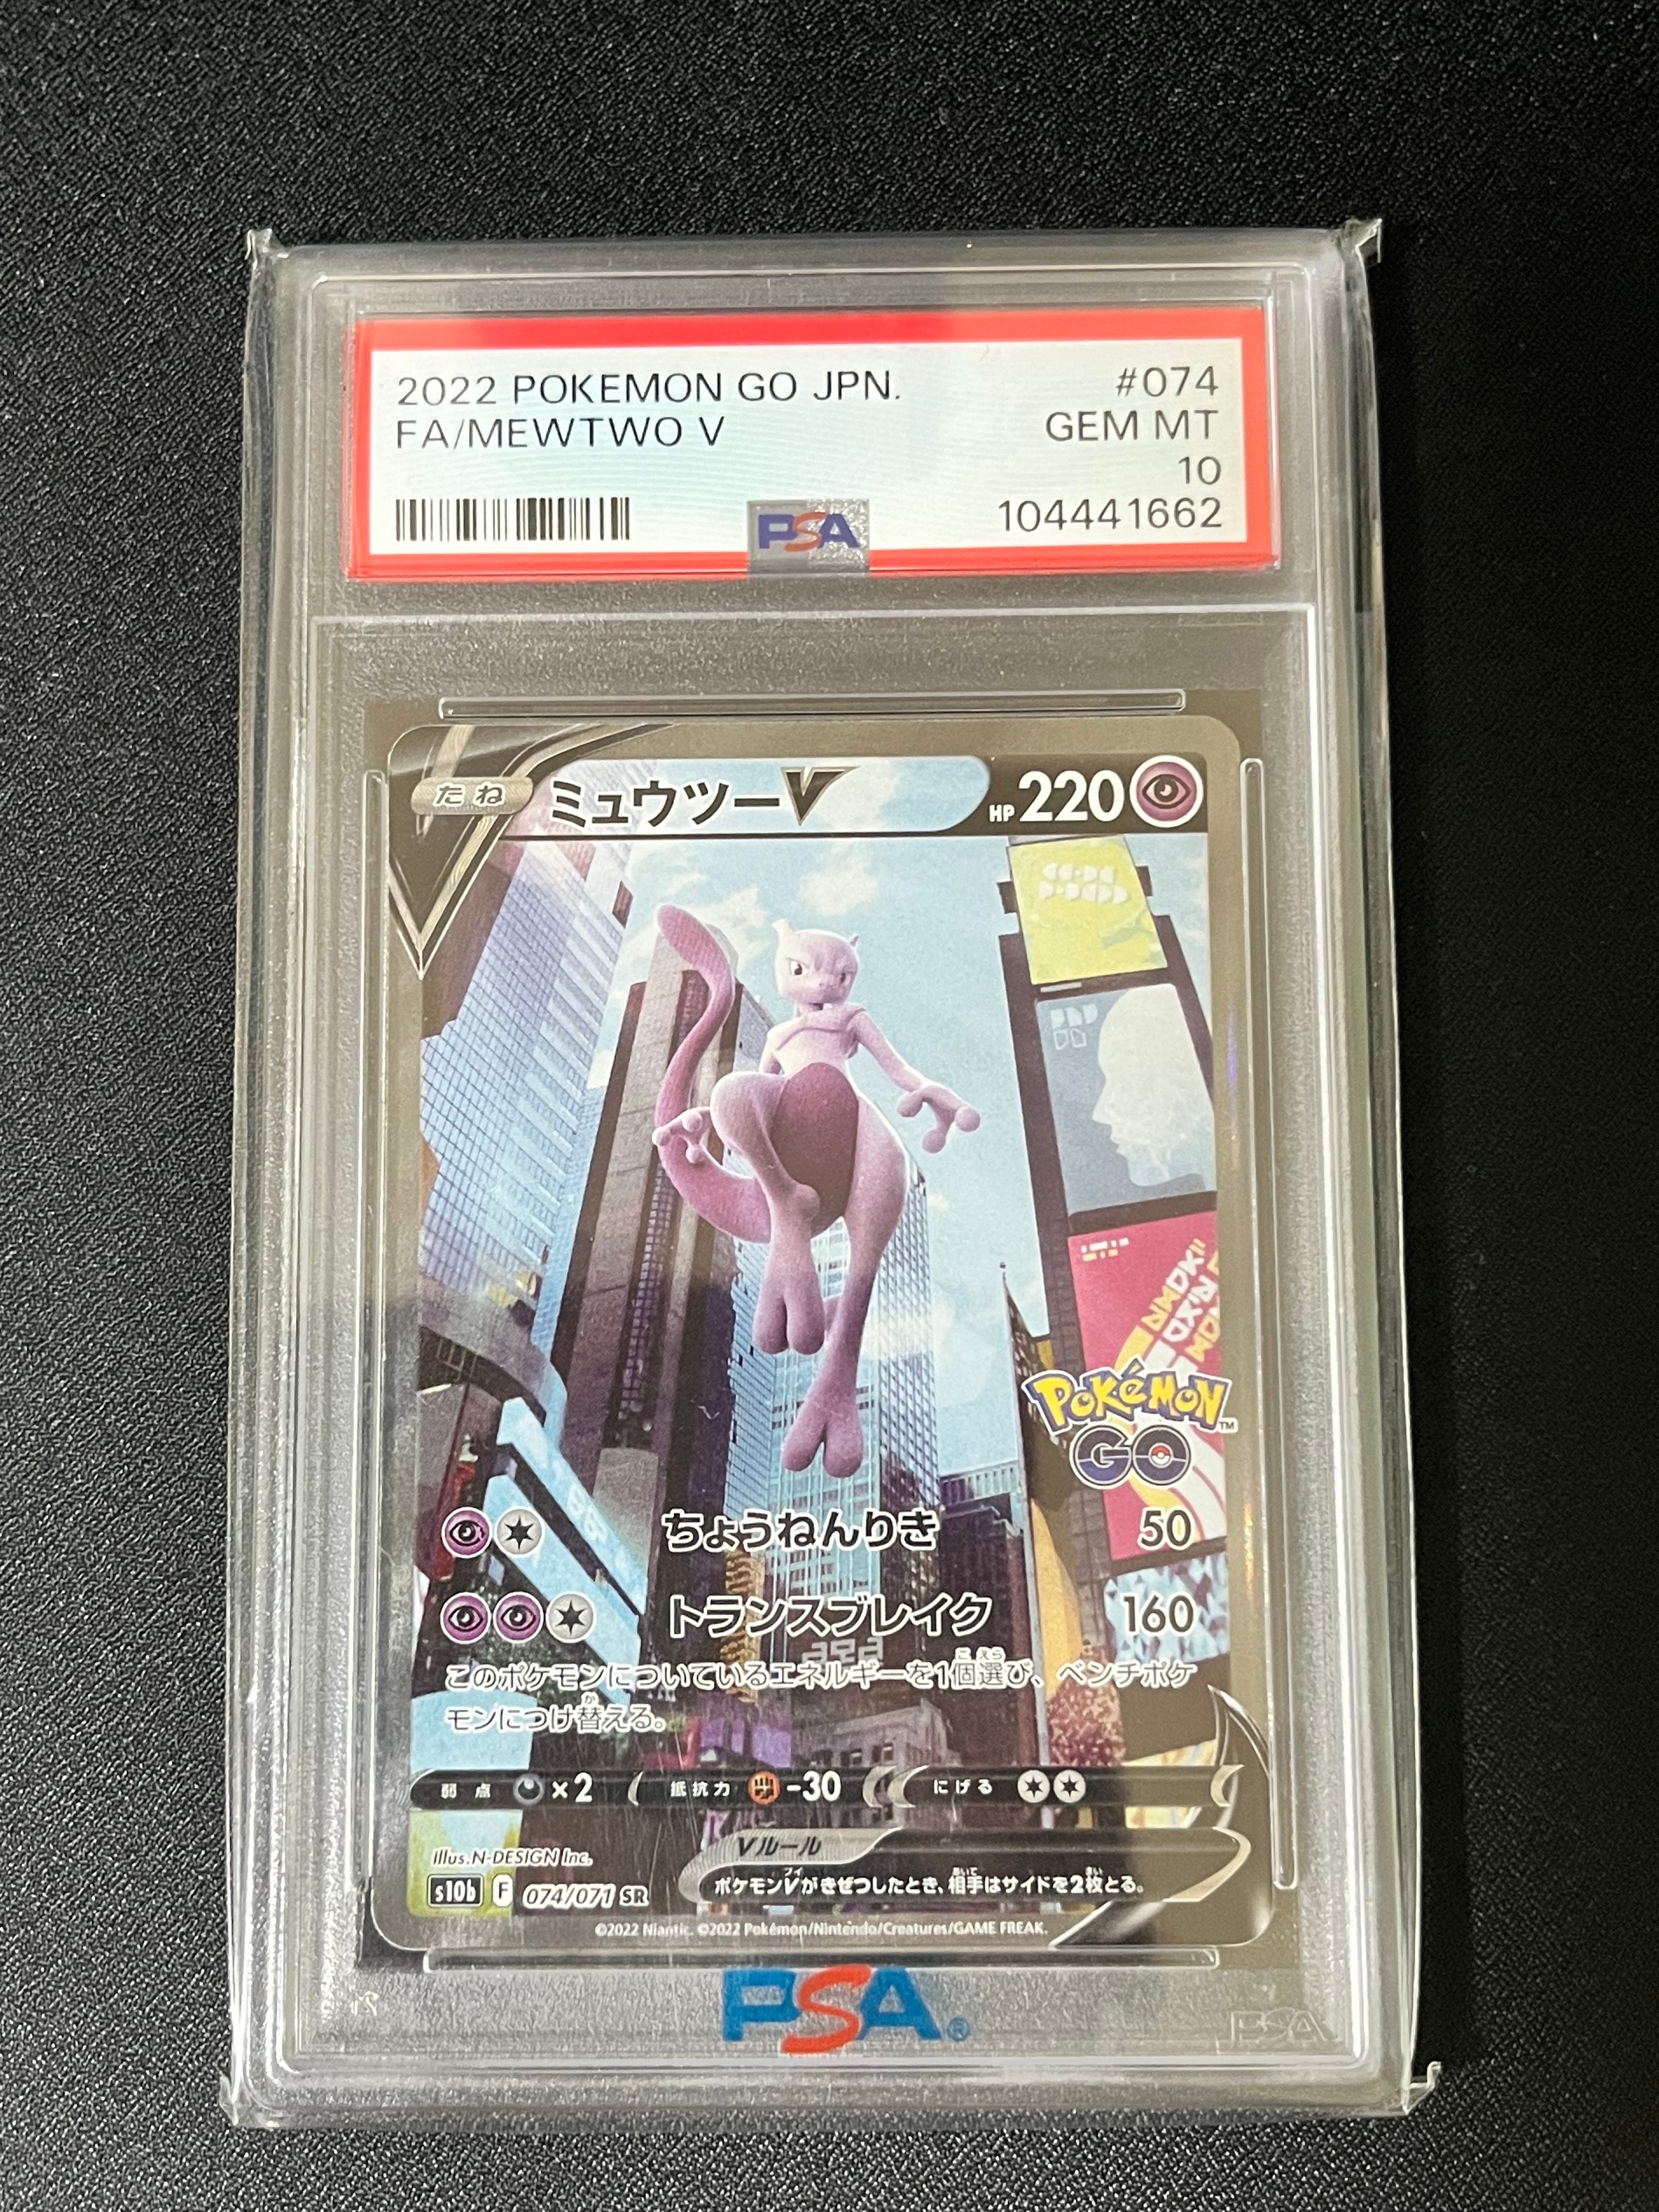 2022 POKEMON GO JPN. #074
FA/MEWTWO V GEM MT
10
PSA 104441662
たね ミュウツーV HP 220
Pokémon™
GO
ちょうねんりき 50
トランスブレイク 160
このポケモンについているエネルギーを1個選び、ベンチポケ
モンにつけ替える。
弱点 ×2 抵抗力 -30 にげる
Vルール
ポケモンVがきぜつしたとき、相手はサイドを2枚とる。
Illus.N-DESIGN Inc.
s10b F 074/071 SR
©2022 Niantic. ©2022 Pokémon/Nintendo/Creatures/GAME FREAK.
PSA®
PSA